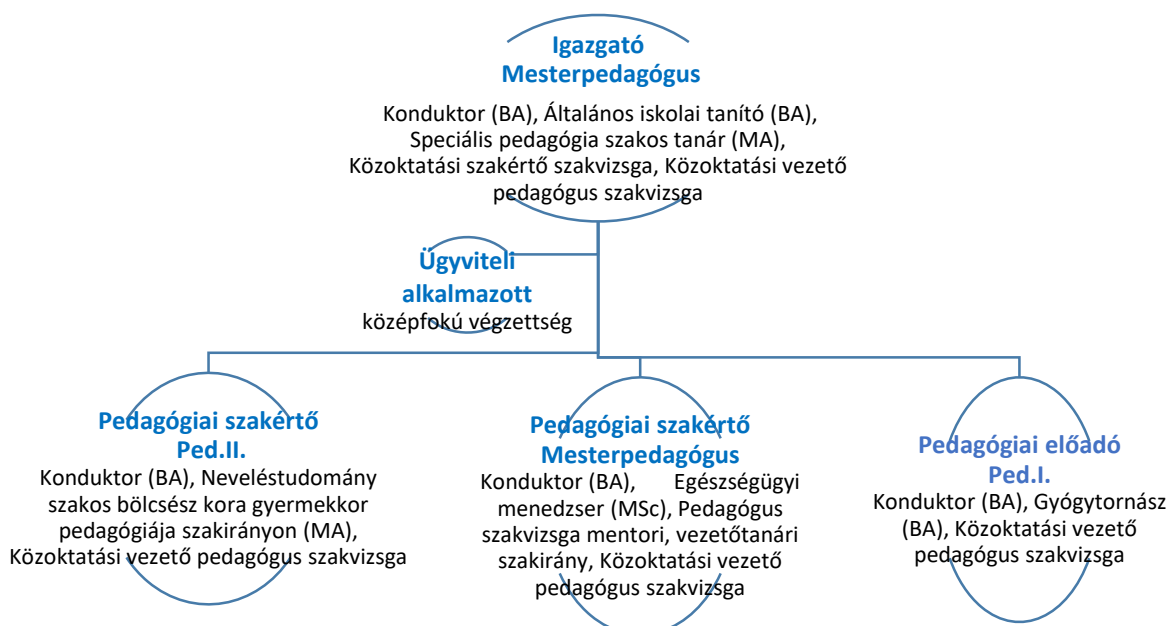 Igazgató
Mesterpedagógus
Konduktor (BA), Általános iskolai tanító (BA),
Speciális pedagógia szakos tanár (MA),
Közoktatási szakértő szakvizsga, Közoktatási vezető
pedagógus szakvizsga
Ügyviteli
alkalmazott
középfokú végzettség
Pedagógiai szakértő
Ped.II.
Konduktor (BA), Neveléstudomány
szakos bölcsész kora gyermekkor
pedagógiája szakirányon (MA),
Közoktatási vezető pedagógus szakvizsga
Pedagógiai szakértő
Mesterpedagógus
Konduktor (BA), Egészségügyi
menedzser (MSc), Pedagógus
szakvizsga mentori, vezetőtanári
szakirány, Közoktatási vezető
pedagógus szakvizsga
Pedagógiai előadó
Ped.I.
Konduktor (BA), Gyógytornász
(BA), Közoktatási vezető
pedagógus szakvizsga